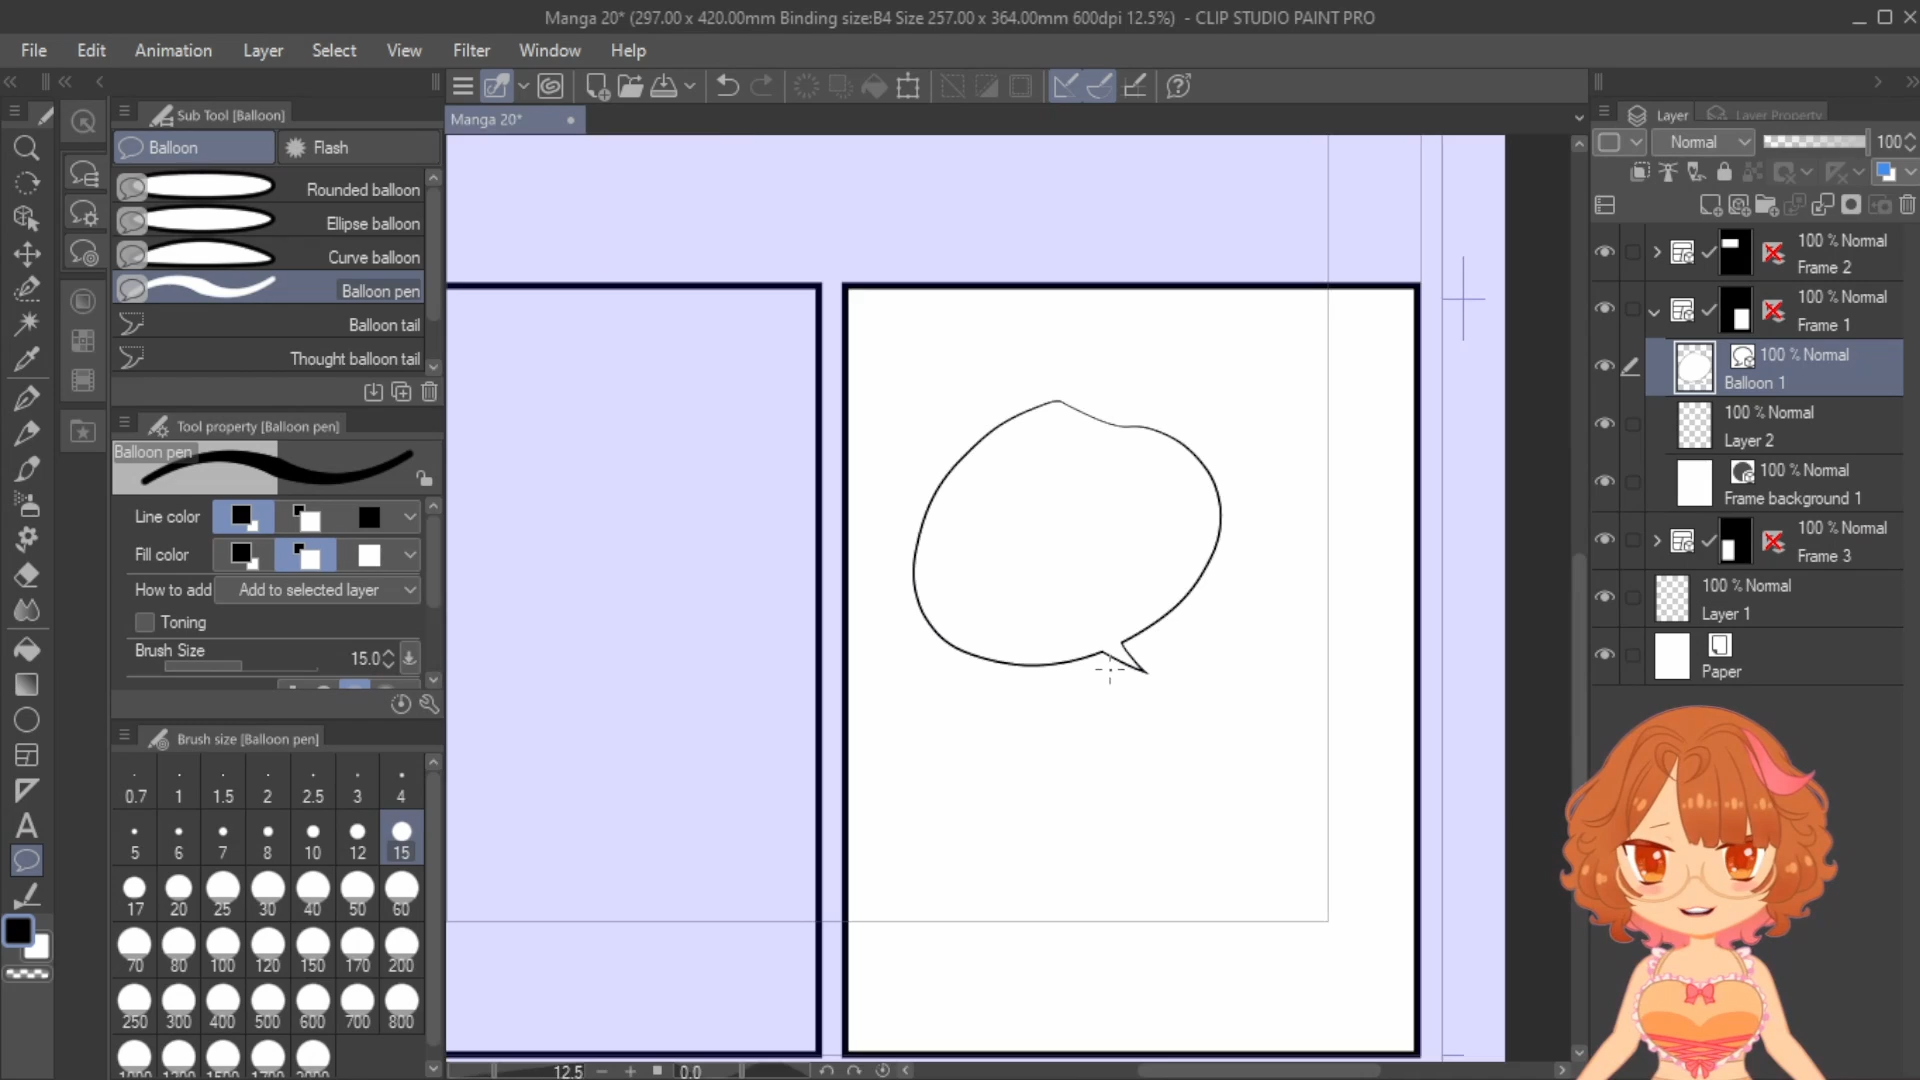 Manga 20* (297.00 x 420.00mm Binding size:B4 Size 257.00 x 364.00mm 600dpi 12.5%) - CLIP STUDIO PAINT PRO
File Edit Animation Layer Select View Filter Window Help
Sub Tool [Balloon]
Manga 20*
Layer Layer Property
Balloon Flash
Normal 100
Rounded balloon
Ellipse balloon
Curve balloon
Balloon pen
Balloon tail
Thought balloon tail
Tool property [Balloon pen]
Balloon pen
Line color
Fill color
How to add Add to selected layer
Toning
Brush Size 15.0
Brush size [Balloon pen]
0.7 1 1.5 2 2.5 3 4
5 6 7 8 10 12 15
17 20 25 30 40 50 60
70 80 100 120 150 170 200
250 300 400 500 600 700 800
100 % Normal
Frame 2
100 % Normal
Frame 1
100 % Normal
Balloon 1
100 % Normal
Layer 2
100 % Normal
Frame background 1
100 % Normal
Frame 3
100 % Normal
Layer 1
Paper
12.5 0.0